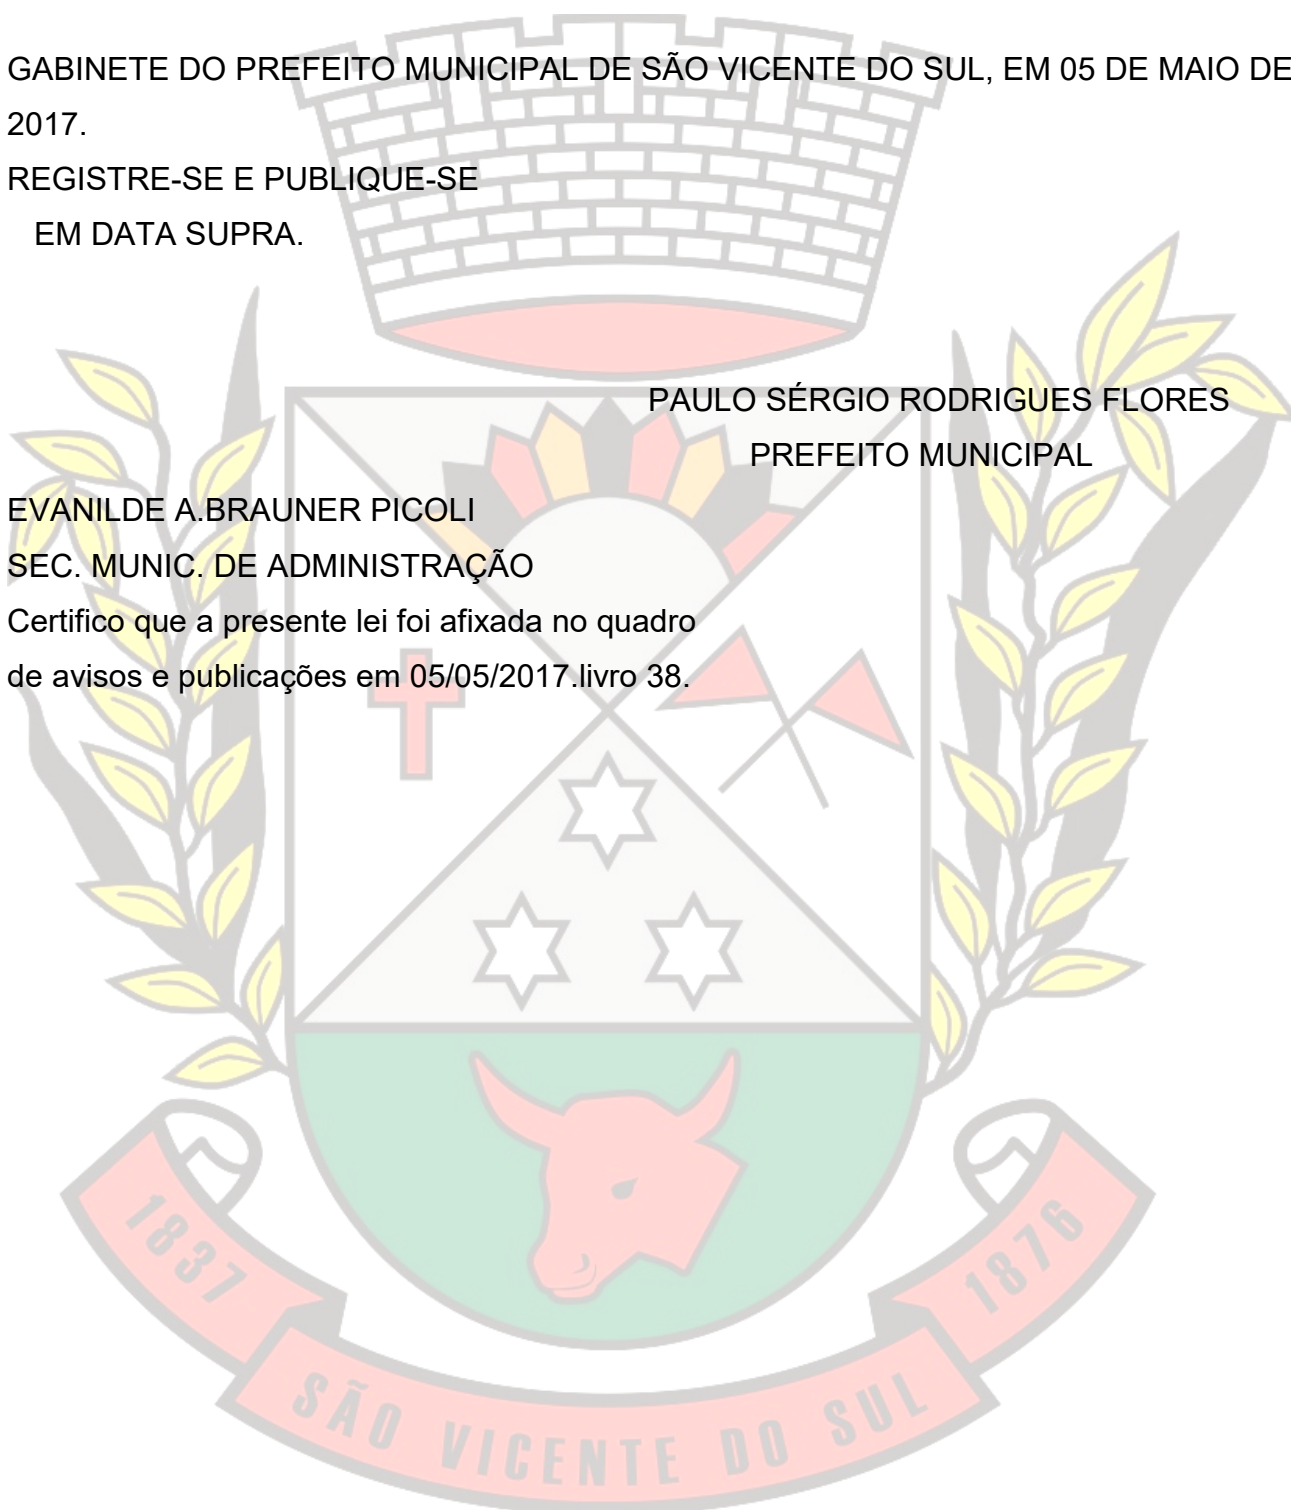 GABINETE DO PREFEITO MUNICIPAL DE SÃO VICENTE DO SUL, EM 05 DE MAIO DE
2017.
REGISTRE-SE E PUBLIQUE-SE
EM DATA SUPRA.
PAULO SÉRGIO RODRIGUES FLORES
PREFEITO MUNICIPAL
EVANILDE A.BRAUNER PICOLI
SEC. MUNIC. DE ADMINISTRAÇÃO
Certifico que a presente lei foi afixada no quadro
de avisos e publicações em 05/05/2017.livro 38.
1837
1876
SÃO VICENTE DO SUL